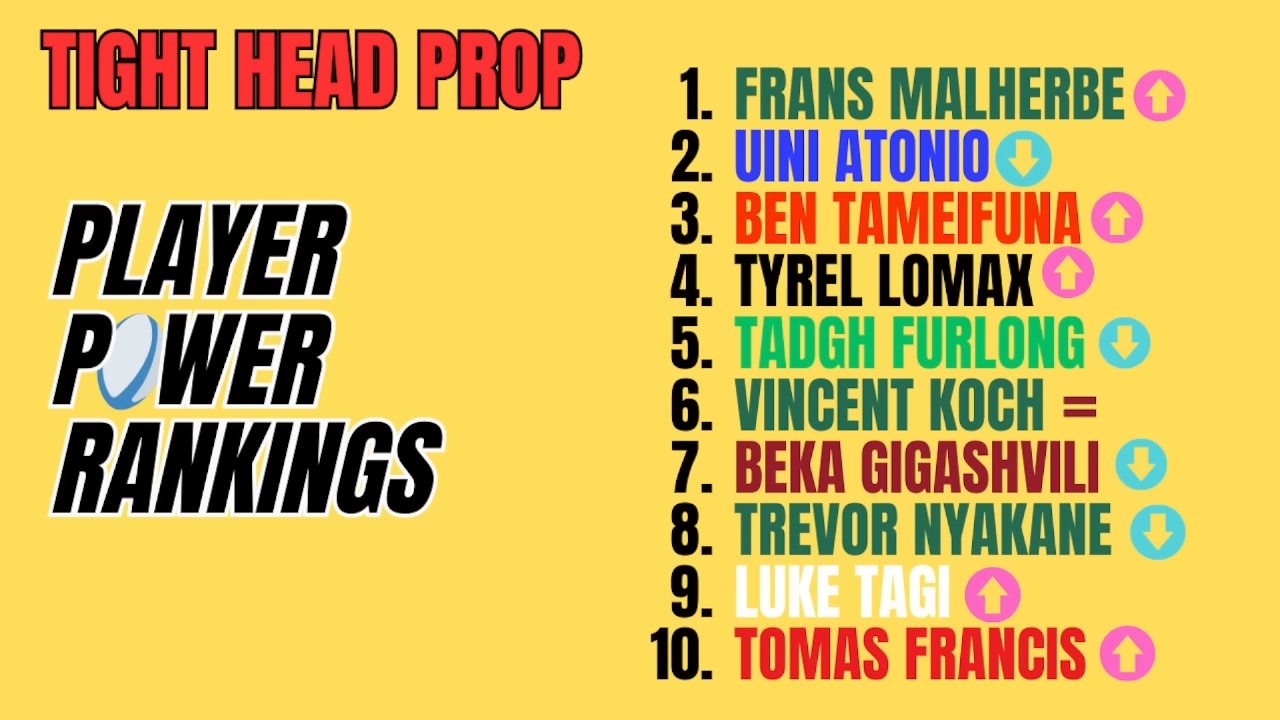 TIGHT HEAD PROP
PLAYER
POWER
RANKINGS
1. FRANS MALHERBE
2. UINI ATONIO
3. BEN TAMEIFUNA
4. TYREL LOMAX
5. TADGH FURLONG
6. VINCENT KOCH =
7. BEKA GIGASHVILI
8. TREVOR NYAKANE
9. LUKE TAGI
10. TOMAS FRANCIS